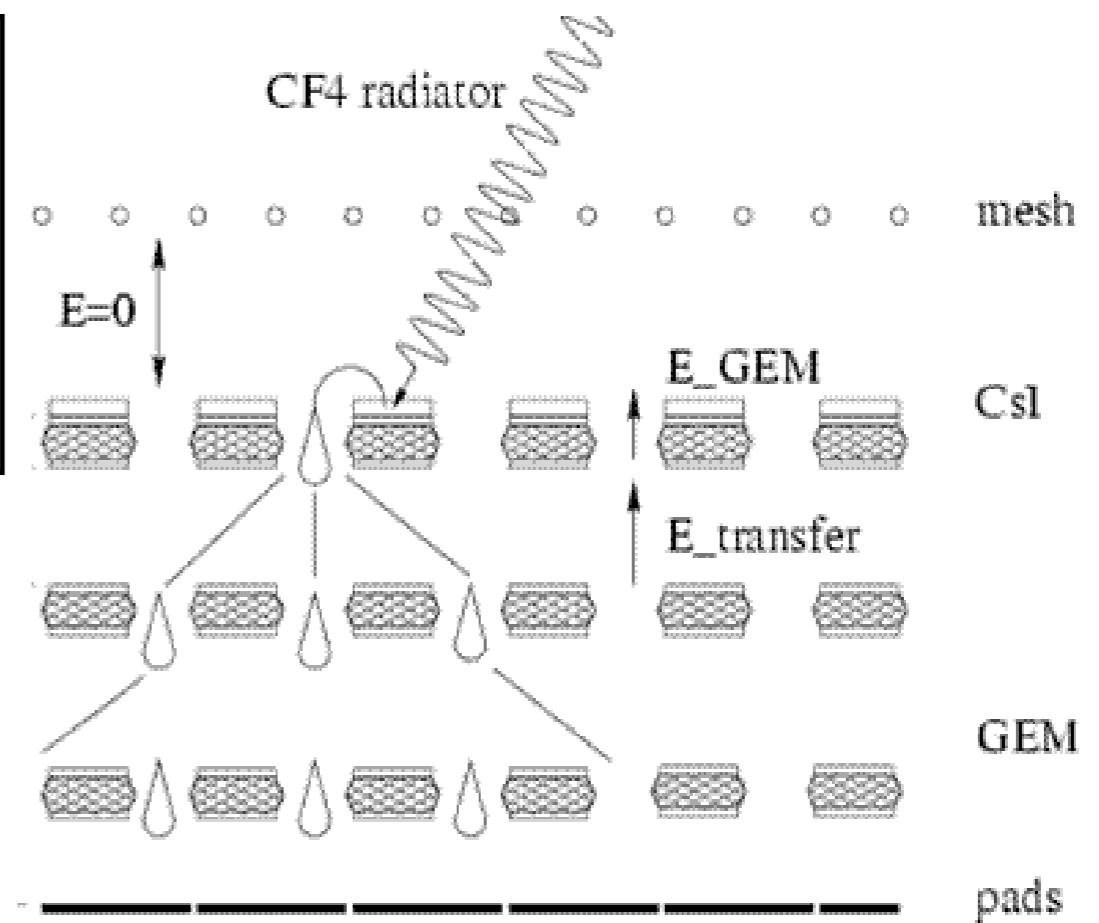 CF4 radiator
mesh
E=0
E_GEM
CsI
E_transfer
GEM
pads